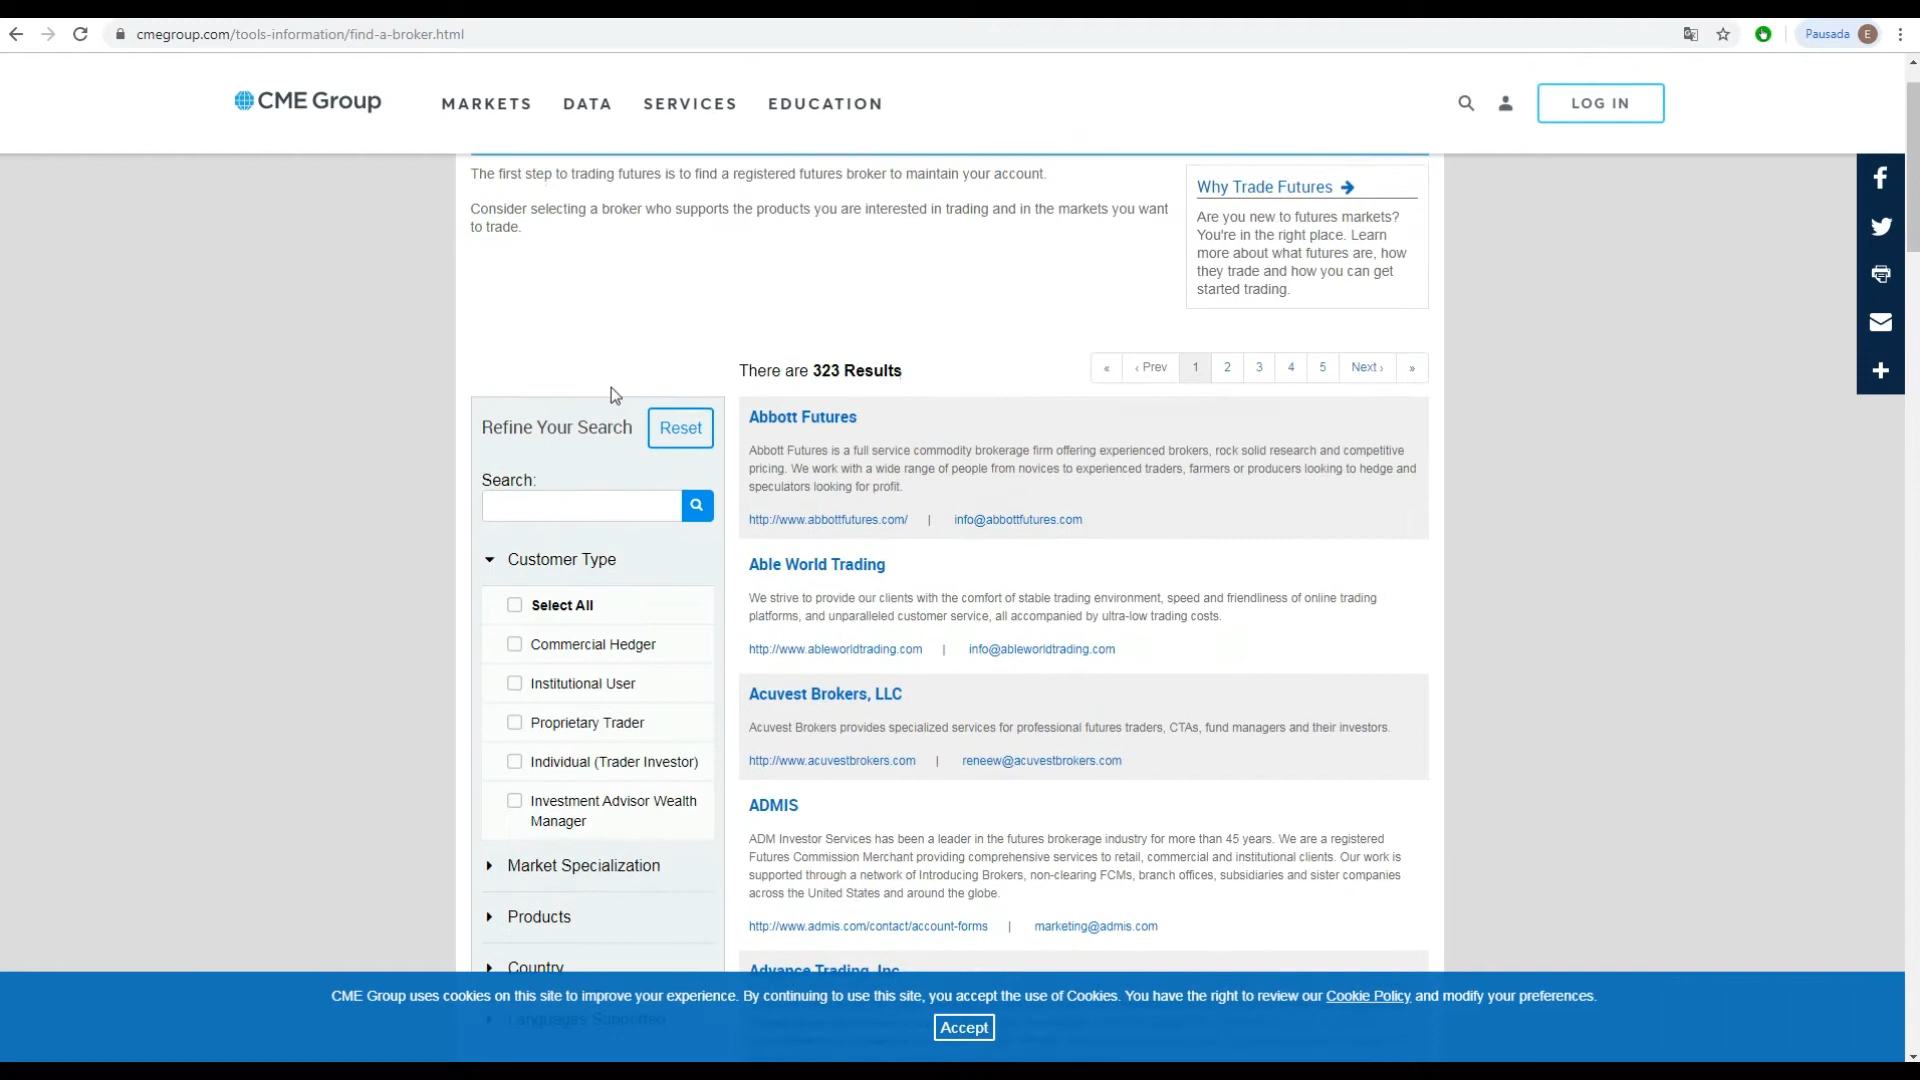 cmegroup.com/tools-information/find-a-broker.html
Pausada E
CME Group
MARKETS DATA SERVICES EDUCATION
LOG IN
The first step to trading futures is to find a registered futures broker to maintain your account.
Consider selecting a broker who supports the products you are interested in trading and in the markets you want
to trade.
Why Trade Futures
Are you new to futures markets?
You're in the right place. Learn
more about what futures are, how
they trade and how you can get
started trading.
There are 323 Results
« ‹ Prev 1 2 3 4 5 Next › »
Refine Your Search Reset
Search:
Customer Type
Select All
Commercial Hedger
Institutional User
Proprietary Trader
Individual (Trader Investor)
Investment Advisor Wealth
Manager
Market Specialization
Products
Country
Languages Supported
Abbott Futures
Abbott Futures is a full service commodity brokerage firm offering experienced brokers, rock solid research and competitive
pricing. We work with a wide range of people from novices to experienced traders, farmers or producers looking to hedge and
speculators looking for profit.
http://www.abbottfutures.com/ | info@abbottfutures.com
Able World Trading
We strive to provide our clients with the comfort of stable trading environment, speed and friendliness of online trading
platforms, and unparalleled customer service, all accompanied by ultra-low trading costs.
http://www.ableworldtrading.com | info@ableworldtrading.com
Acuvest Brokers, LLC
Acuvest Brokers provides specialized services for professional futures traders, CTAs, fund managers and their investors.
http://www.acuvestbrokers.com | reneew@acuvestbrokers.com
ADMIS
ADM Investor Services has been a leader in the futures brokerage industry for more than 45 years. We are a registered
Futures Commission Merchant providing comprehensive services to retail, commercial and institutional clients. Our work is
supported through a network of Introducing Brokers, non-clearing FCMs, branch offices, subsidiaries and sister companies
across the United States and around the globe.
http://www.admis.com/contact/account-forms | marketing@admis.com
Advance Trading, Inc.
CME Group uses cookies on this site to improve your experience. By continuing to use this site, you accept the use of Cookies. You have the right to review our Cookie Policy and modify your preferences.
Accept